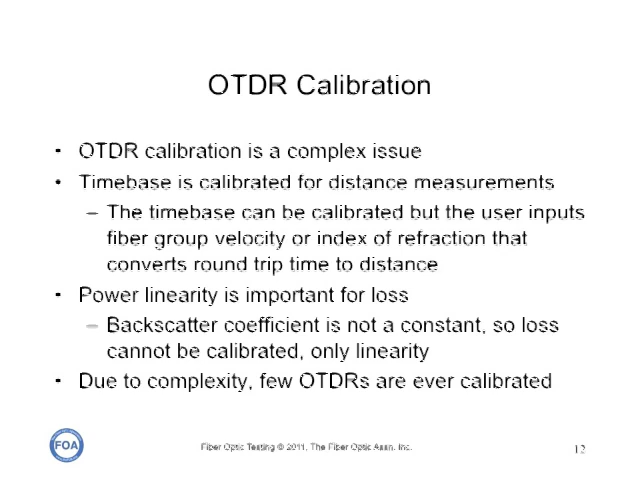 OTDR Calibration
• OTDR calibration is a complex issue
• Timebase is calibrated for distance measurements
– The timebase can be calibrated but the user inputs
fiber group velocity or index of refraction that
converts round trip time to distance
• Power linearity is important for loss
– Backscatter coefficient is not a constant, so loss
cannot be calibrated, only linearity
• Due to complexity, few OTDRs are ever calibrated
FOA
Fiber Optic Testing © 2011, The Fiber Optic Assn. Inc.
12